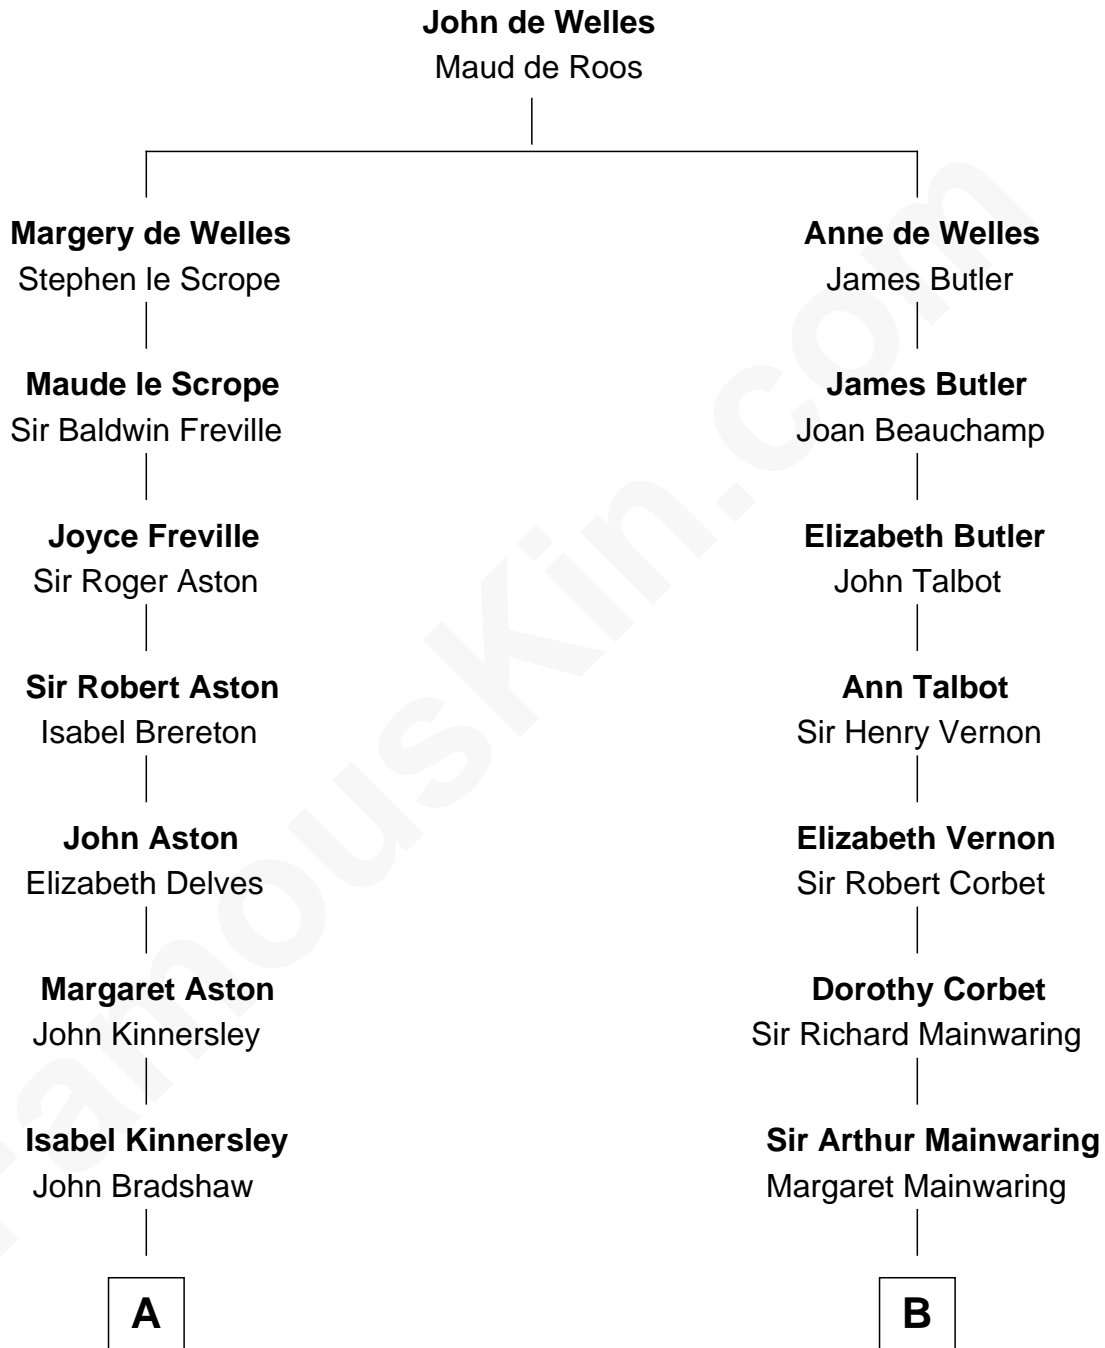 John de Welles
Maud de Roos
Margery de Welles
Stephen le Scrope
Anne de Welles
James Butler
Maude le Scrope
Sir Baldwin Freville
James Butler
Joan Beauchamp
Joyce Freville
Sir Roger Aston
Elizabeth Butler
John Talbot
Sir Robert Aston
Isabel Brereton
Ann Talbot
Sir Henry Vernon
John Aston
Elizabeth Delves
Elizabeth Vernon
Sir Robert Corbet
Margaret Aston
John Kinnersley
Dorothy Corbet
Sir Richard Mainwaring
Isabel Kinnersley
John Bradshaw
Sir Arthur Mainwaring
Margaret Mainwaring
A
B
FamousKin.com